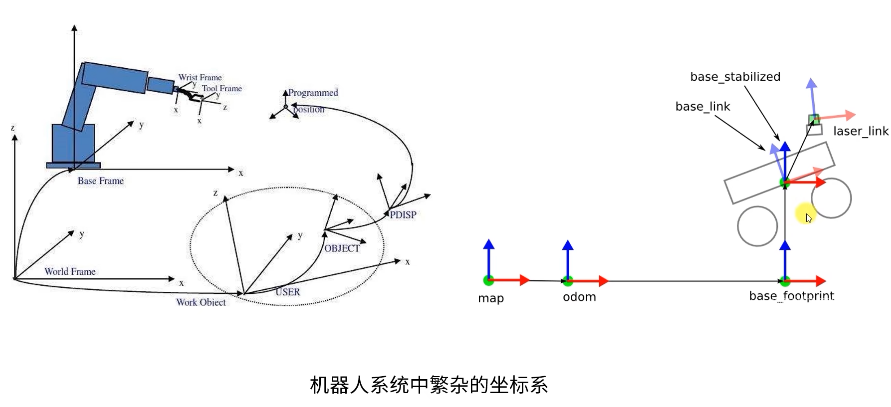 Wrist Frame
y
Tool Frame
y
x
z
x
Programmed
position
z
y
x
Base Frame
z
y
PDISP
OBJECT
y
x
World Frame
x
USER
Work Object
base_stabilized
base_link
laser_link
map
odom
base_footprint
机器人系统中繁杂的坐标系